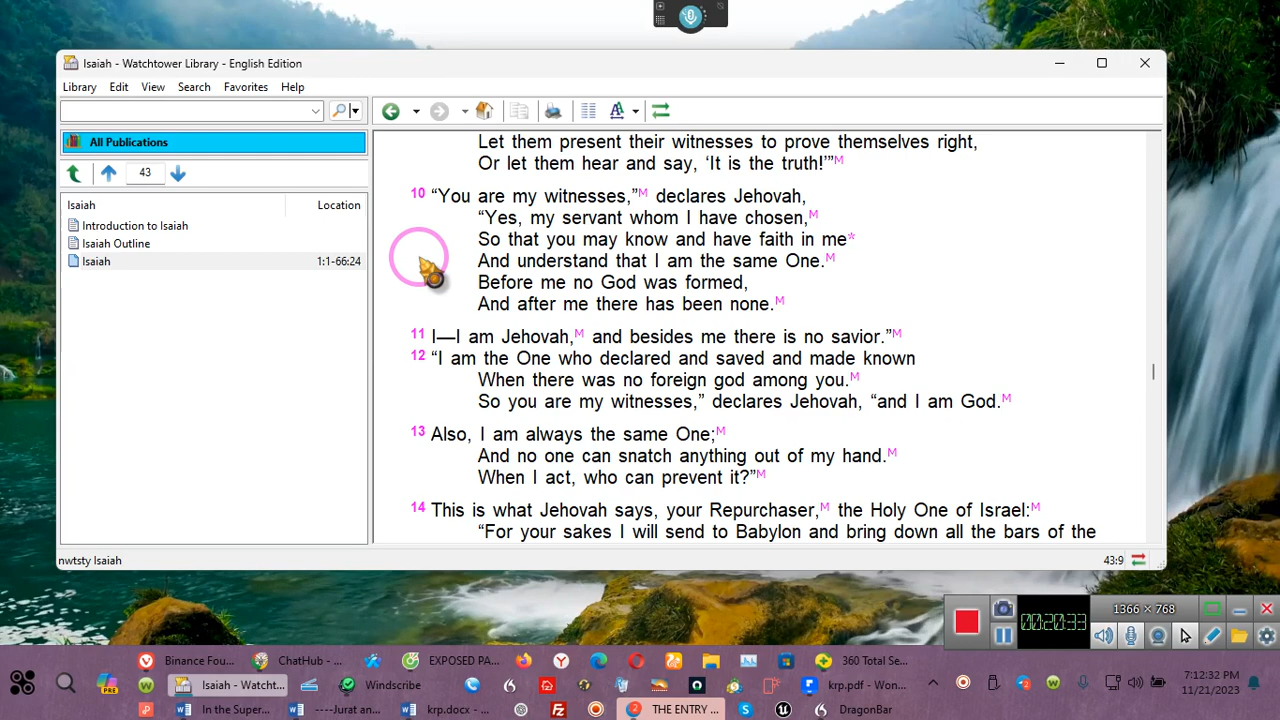 Isaiah - Watchtower Library - English Edition
Library Edit View Search Favorites Help
All Publications
43
Isaiah Location
Introduction to Isaiah
Isaiah Outline
Isaiah 1:1-66:24
Let them present their witnesses to prove themselves right,
Or let them hear and say, ‘It is the truth!’”M
10 “You are my witnesses,”M declares Jehovah,
“Yes, my servant whom I have chosen,M
So that you may know and have faith in me*
And understand that I am the same One.M
Before me no God was formed,
And after me there has been none.M
11 I—I am Jehovah,M and besides me there is no savior.”M
12 “I am the One who declared and saved and made known
When there was no foreign god among you.M
So you are my witnesses,” declares Jehovah, “and I am God.M
13 Also, I am always the same One;M
And no one can snatch anything out of my hand.M
When I act, who can prevent it?”M
14 This is what Jehovah says, your Repurchaser,M the Holy One of Israel:M
“For your sakes I will send to Babylon and bring down all the bars of the
nwtsty Isaiah 43:9
00:20:33
1366 × 768
Binance Fou... ChatHub - ... EXPOSED PA... 360 Total Se...
PRE Isaiah - Watcht... Windscribe krp.pdf - Won... 7:12:32 PM
11/21/2023
In the Super... ----Jurat an... krp.docx - ... THE ENTRY ... DragonBar